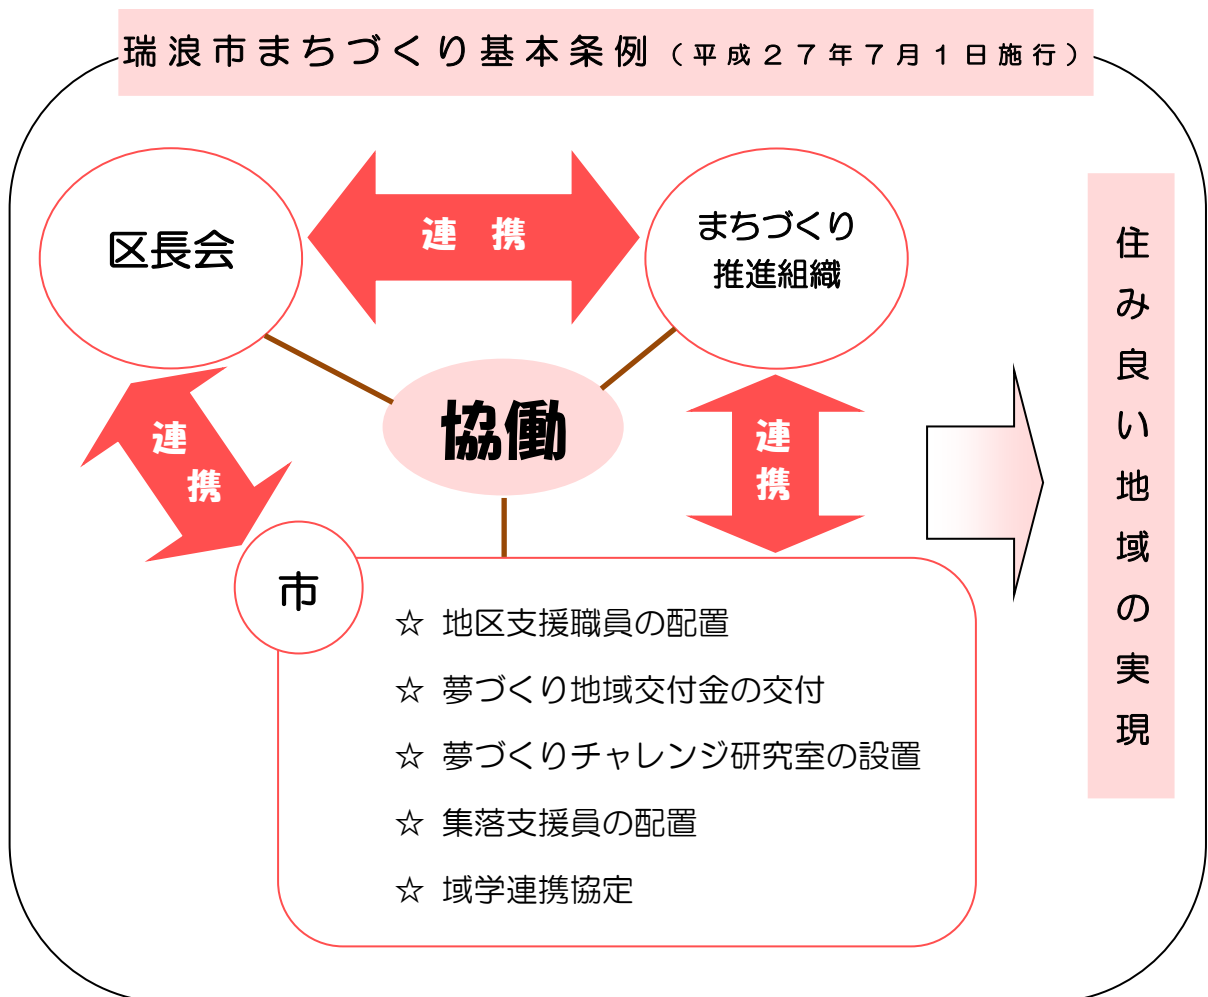 瑞浪市まちづくり基本条例（平成２７年７月１日施行）
区長会
連　携
まちづくり
推進組織
協働
連
携
連
携
市
☆ 地区支援職員の配置
☆ 夢づくり地域交付金の交付
☆ 夢づくりチャレンジ研究室の設置
☆ 集落支援員の配置
☆ 域学連携協定
住み良い地域の実現